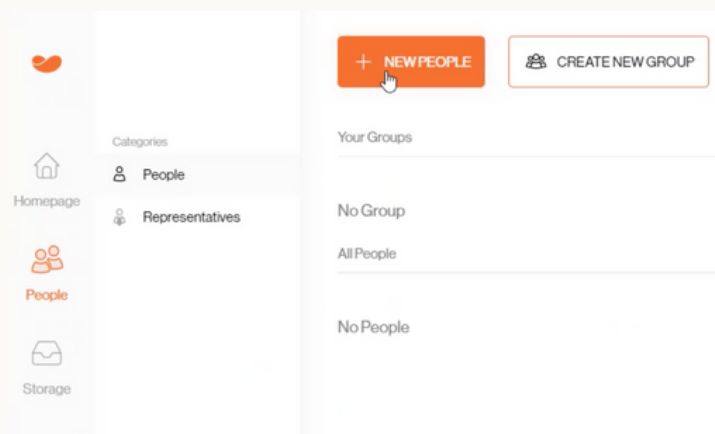 Homepage
People
Storage
Categories
People
Representatives
NEW PEOPLE
CREATE NEW GROUP
Your Groups
No Group
All People
No People